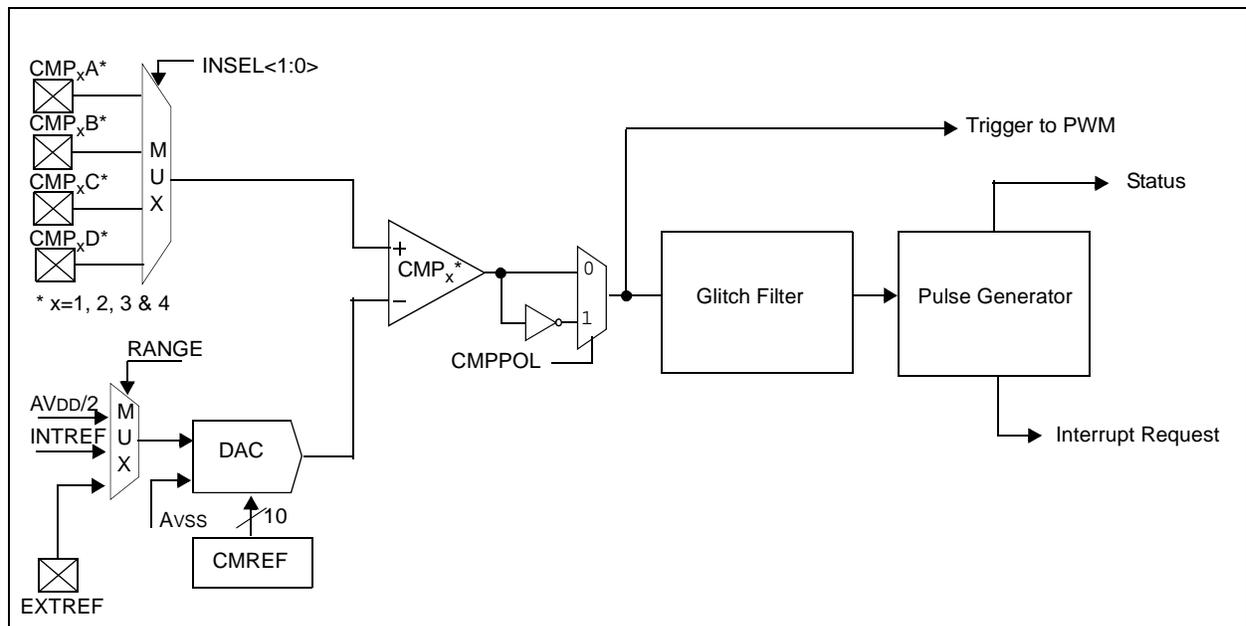 INSEL<1:0>
CMPxA*
CMPxB*
CMPxC*
CMPxD*
M
U
X
* x=1, 2, 3 & 4
+
CMPx*
–
0
1
CMPPOL
Trigger to PWM
Glitch Filter
Pulse Generator
Status
Interrupt Request
RANGE
AVDD/2
INTREF
M
U
X
DAC
AVSS
10
CMREF
EXTREF